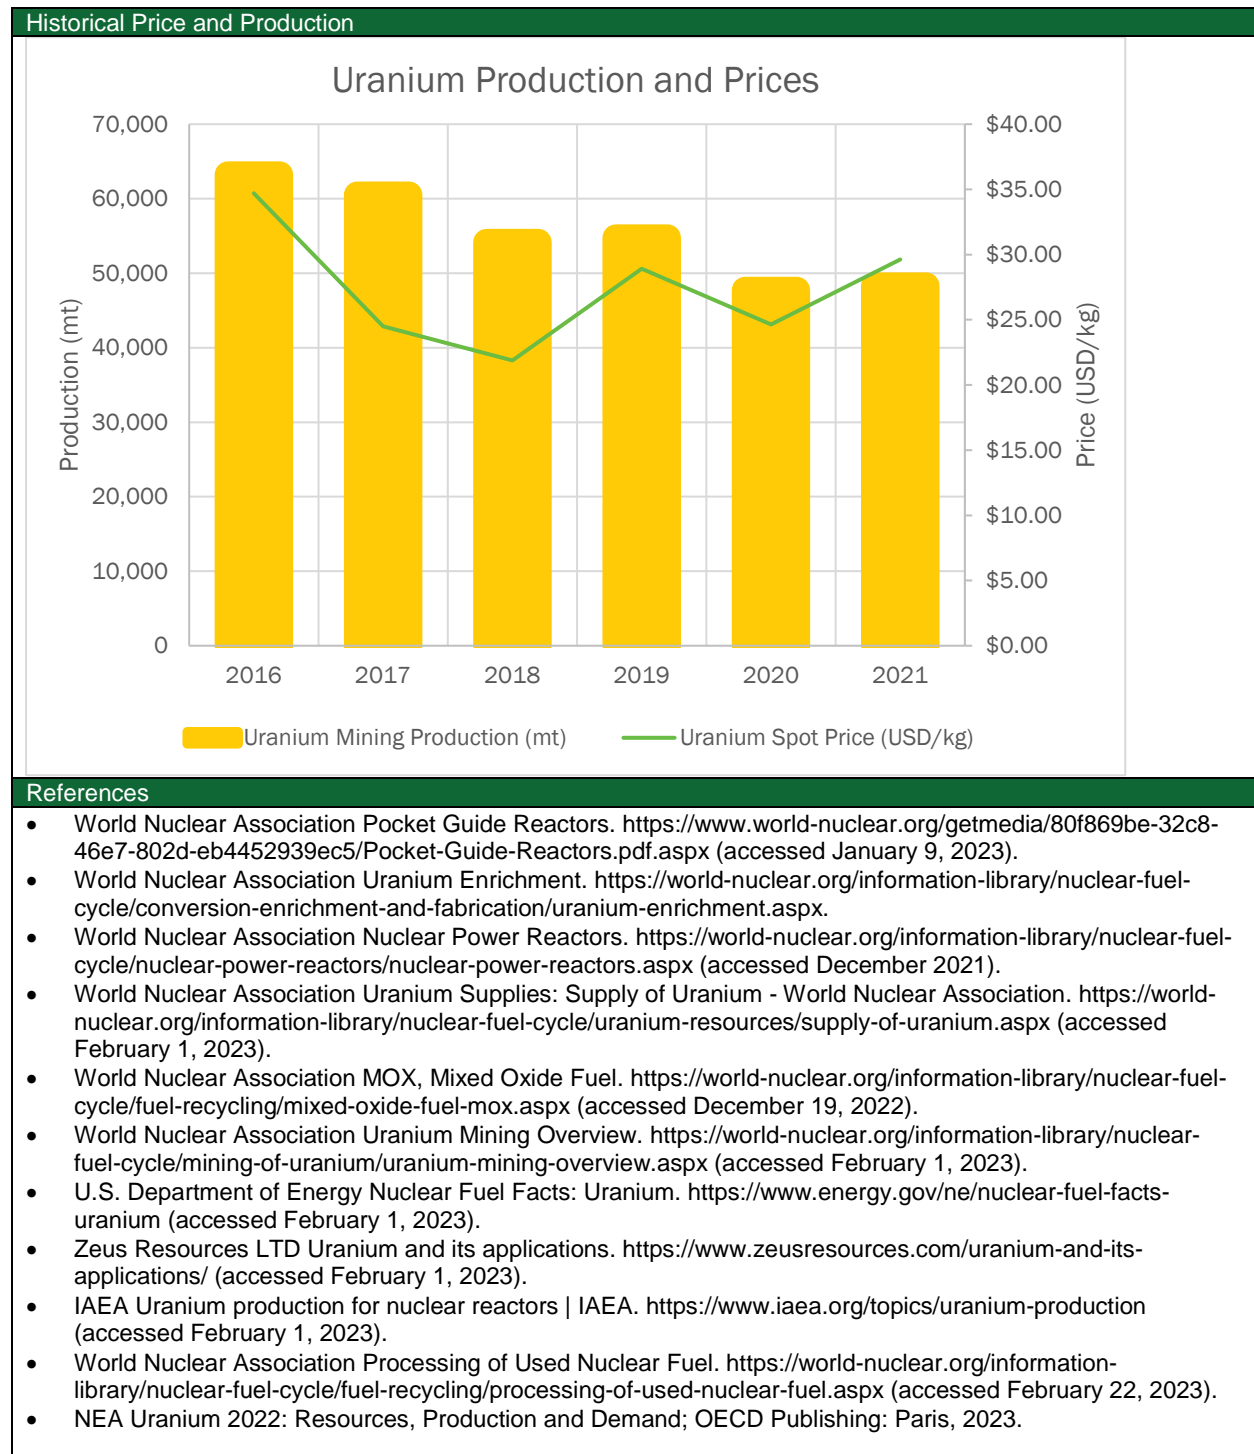 Historical Price and Production
Uranium Production and Prices
70,000
60,000
50,000
40,000
30,000
20,000
10,000
0
Production (mt)
$40.00
$35.00
$30.00
$25.00
$20.00
$15.00
$10.00
$5.00
$0.00
Price (USD/kg)
2016 2017 2018 2019 2020 2021
Uranium Mining Production (mt) Uranium Spot Price (USD/kg)
References
• World Nuclear Association Pocket Guide Reactors. https://www.world-nuclear.org/getmedia/80f869be-32c8-
46e7-802d-eb4452939ec5/Pocket-Guide-Reactors.pdf.aspx (accessed January 9, 2023).
• World Nuclear Association Uranium Enrichment. https://world-nuclear.org/information-library/nuclear-fuel-
cycle/conversion-enrichment-and-fabrication/uranium-enrichment.aspx.
• World Nuclear Association Nuclear Power Reactors. https://world-nuclear.org/information-library/nuclear-fuel-
cycle/nuclear-power-reactors/nuclear-power-reactors.aspx (accessed December 2021).
• World Nuclear Association Uranium Supplies: Supply of Uranium - World Nuclear Association. https://world-
nuclear.org/information-library/nuclear-fuel-cycle/uranium-resources/supply-of-uranium.aspx (accessed
February 1, 2023).
• World Nuclear Association MOX, Mixed Oxide Fuel. https://world-nuclear.org/information-library/nuclear-fuel-
cycle/fuel-recycling/mixed-oxide-fuel-mox.aspx (accessed December 19, 2022).
• World Nuclear Association Uranium Mining Overview. https://world-nuclear.org/information-library/nuclear-
fuel-cycle/mining-of-uranium/uranium-mining-overview.aspx (accessed February 1, 2023).
• U.S. Department of Energy Nuclear Fuel Facts: Uranium. https://www.energy.gov/ne/nuclear-fuel-facts-
uranium (accessed February 1, 2023).
• Zeus Resources LTD Uranium and its applications. https://www.zeusresources.com/uranium-and-its-
applications/ (accessed February 1, 2023).
• IAEA Uranium production for nuclear reactors | IAEA. https://www.iaea.org/topics/uranium-production
(accessed February 1, 2023).
• World Nuclear Association Processing of Used Nuclear Fuel. https://world-nuclear.org/information-
library/nuclear-fuel-cycle/fuel-recycling/processing-of-used-nuclear-fuel.aspx (accessed February 22, 2023).
• NEA Uranium 2022: Resources, Production and Demand; OECD Publishing: Paris, 2023.